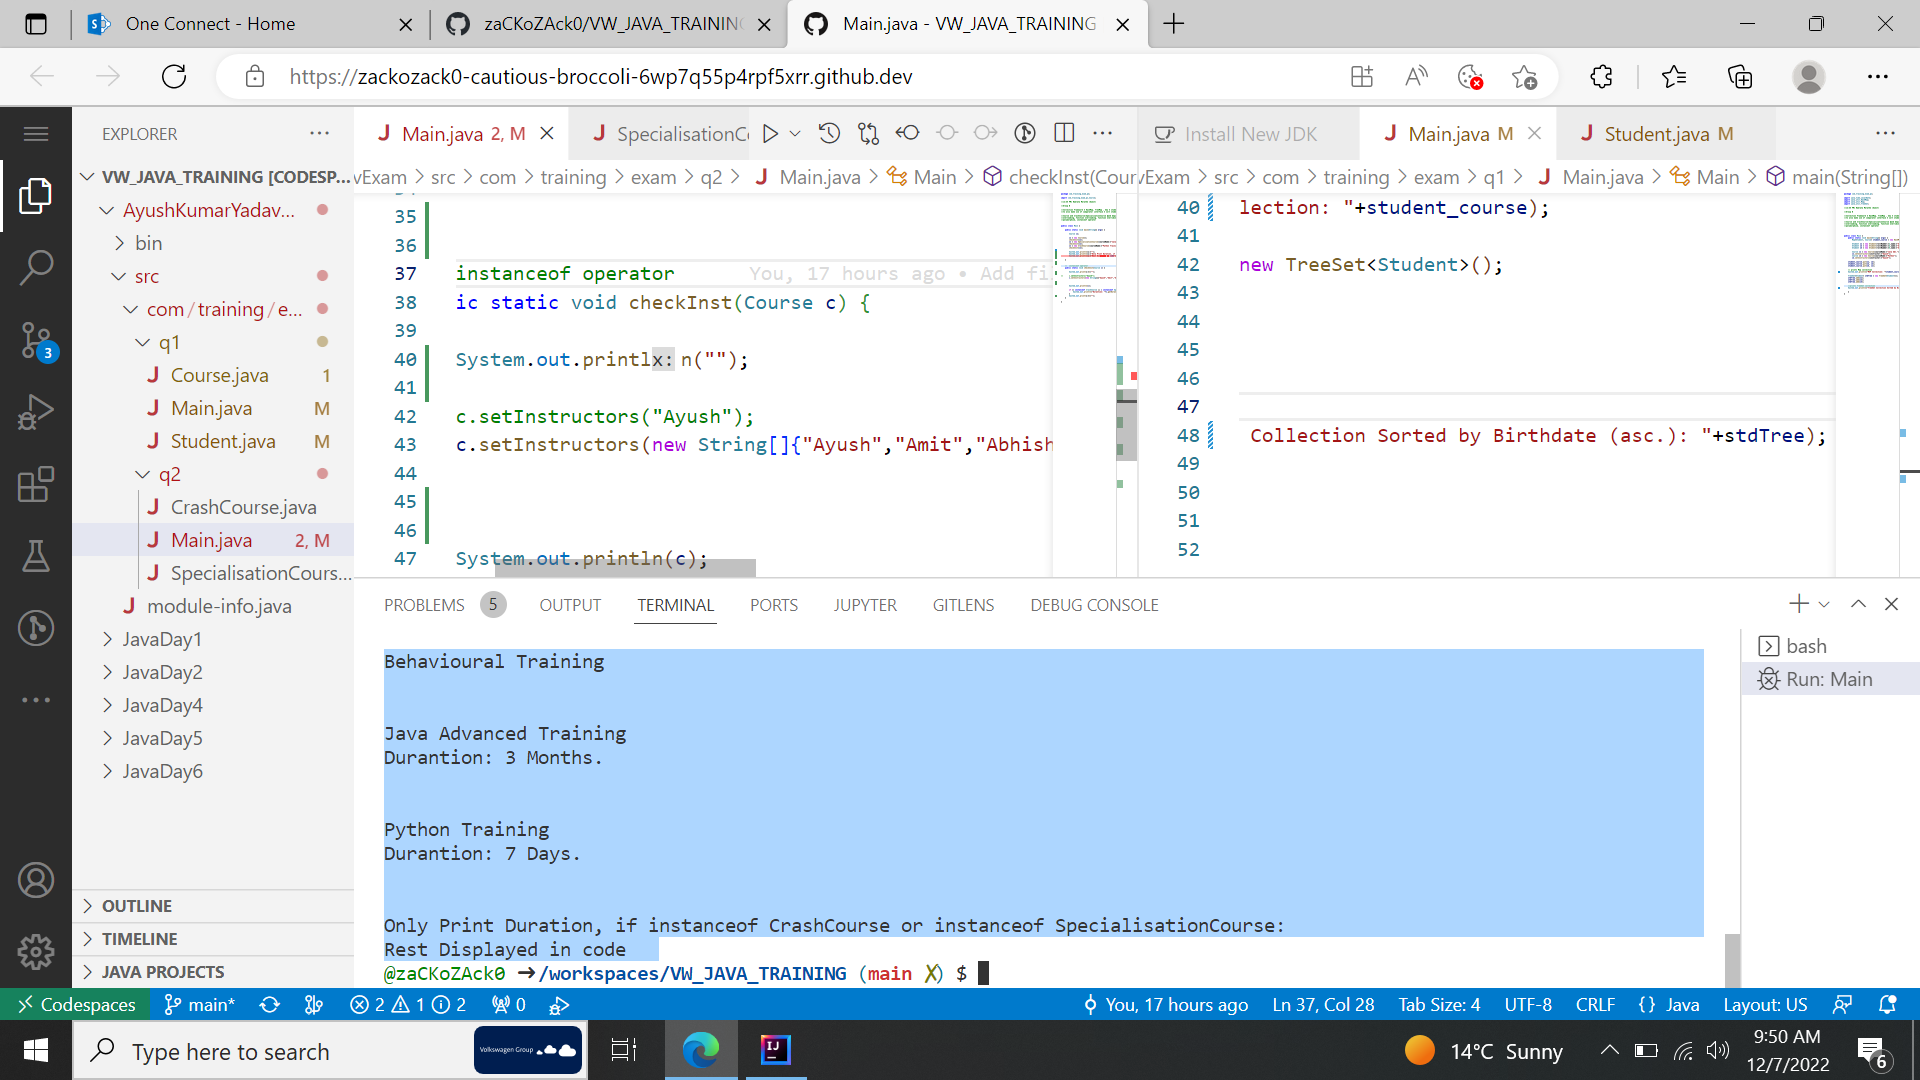 One Connect - Home
zaCKoZAck0/VW_JAVA_TRAINING
Main.java - VW_JAVA_TRAINING
https://zackozack0-cautious-broccoli-6wp7q55p4rpf5xrr.github.dev
EXPLORER
VW_JAVA_TRAINING [CODESP...
AyushKumarYadav...
bin
src
com/training/e...
q1
Course.java 1
Main.java M
Student.java M
q2
CrashCourse.java
Main.java 2, M
SpecialisationCours...
module-info.java
JavaDay1
JavaDay2
JavaDay4
JavaDay5
JavaDay6
OUTLINE
TIMELINE
JAVA PROJECTS
3
Main.java 2, M
SpecialisationCo
vExam > src > com > training > exam > q2 > J Main.java > Main > checkInst(Cour
35
36
37 instanceof operator You, 17 hours ago • Add fi
38 ic static void checkInst(Course c) {
39
40 System.out.printlx: n("");
41
42 c.setInstructors("Ayush");
43 c.setInstructors(new String[]{"Ayush","Amit","Abhish
44
45
46
47 System.out.println(c);
Install New JDK
Main.java M
Student.java M
vExam > src > com > training > exam > q1 > J Main.java > Main > main(String[])
40 lection: "+student_course);
41
42 new TreeSet<Student>();
43
44
45
46
47
48 Collection Sorted by Birthdate (asc.): "+stdTree);
49
50
51
52
PROBLEMS 5 OUTPUT TERMINAL PORTS JUPYTER GITLENS DEBUG CONSOLE
Behavioural Training
Java Advanced Training
Durantion: 3 Months.
Python Training
Durantion: 7 Days.
Only Print Duration, if instanceof CrashCourse or instanceof SpecialisationCourse:
Rest Displayed in code
@zaCKoZAck0 ➜/workspaces/VW_JAVA_TRAINING (main ✗) $
bash
Run: Main
Codespaces main* 2 1 2 0 You, 17 hours ago Ln 37, Col 28 Tab Size: 4 UTF-8 CRLF {} Java Layout: US
Type here to search
Volkswagen Group
14°C Sunny
9:50 AM
12/7/2022
6